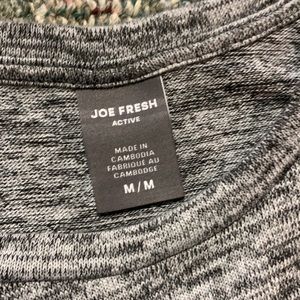 JOE FRESH
ACTIVE
MADE IN
CAMBODIA
FABRIQUÉ AU
CAMBODGE
M/M